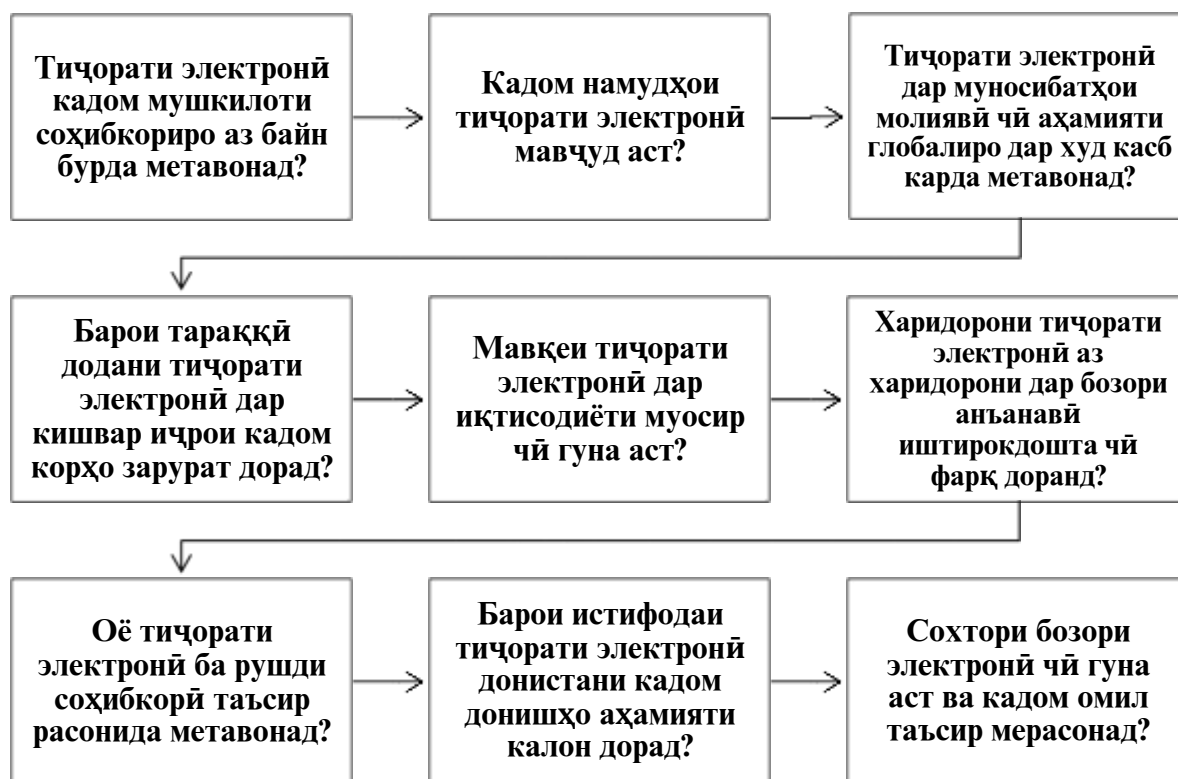 Тиҷорати электронӣ
кадом мушкилоти
соҳибкориро аз байн
бурда метавонад?
Кадом намудҳои
тиҷорати электронӣ
мавҷуд аст?
Тиҷорати электронӣ
дар муносибатҳои
молиявӣ чӣ аҳамияти
глобалиро дар худ касб
карда метавонад?
Барои тараққӣ
додани тиҷорати
электронӣ дар
кишвар иҷрои кадом
корҳо зарурат дорад?
Мавқеи тиҷорати
электронӣ дар
иқтисодиёти муосир
чӣ гуна аст?
Харидорони тиҷорати
электронӣ аз
харидорони дар бозори
анъанавӣ
иштирокдошта чӣ
фарқ доранд?
Оё тиҷорати
электронӣ ба рушди
соҳибкорӣ таъсир
расонида метавонад?
Барои истифодаи
тиҷорати электронӣ
донистани кадом
донишҳо аҳамияти
калон дорад?
Сохтори бозори
электронӣ чӣ гуна
аст ва кадом омил
таъсир мерасонад?